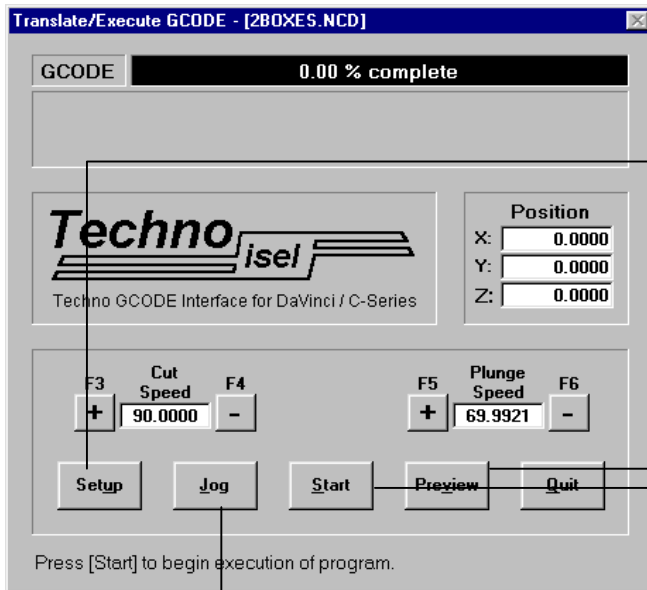 Translate/Execute GCODE - [2BOXES.NCD]
GCODE 0.00 % complete
Techno isel
Techno GCODE Interface for DaVinci / C-Series
Position
X: 0.0000
Y: 0.0000
Z: 0.0000
F3 Cut Speed F4
+ 90.0000 -
F5 Plunge Speed F6
+ 69.9921 -
Setup Jog Start Preview Quit
Press [Start] to begin execution of program.